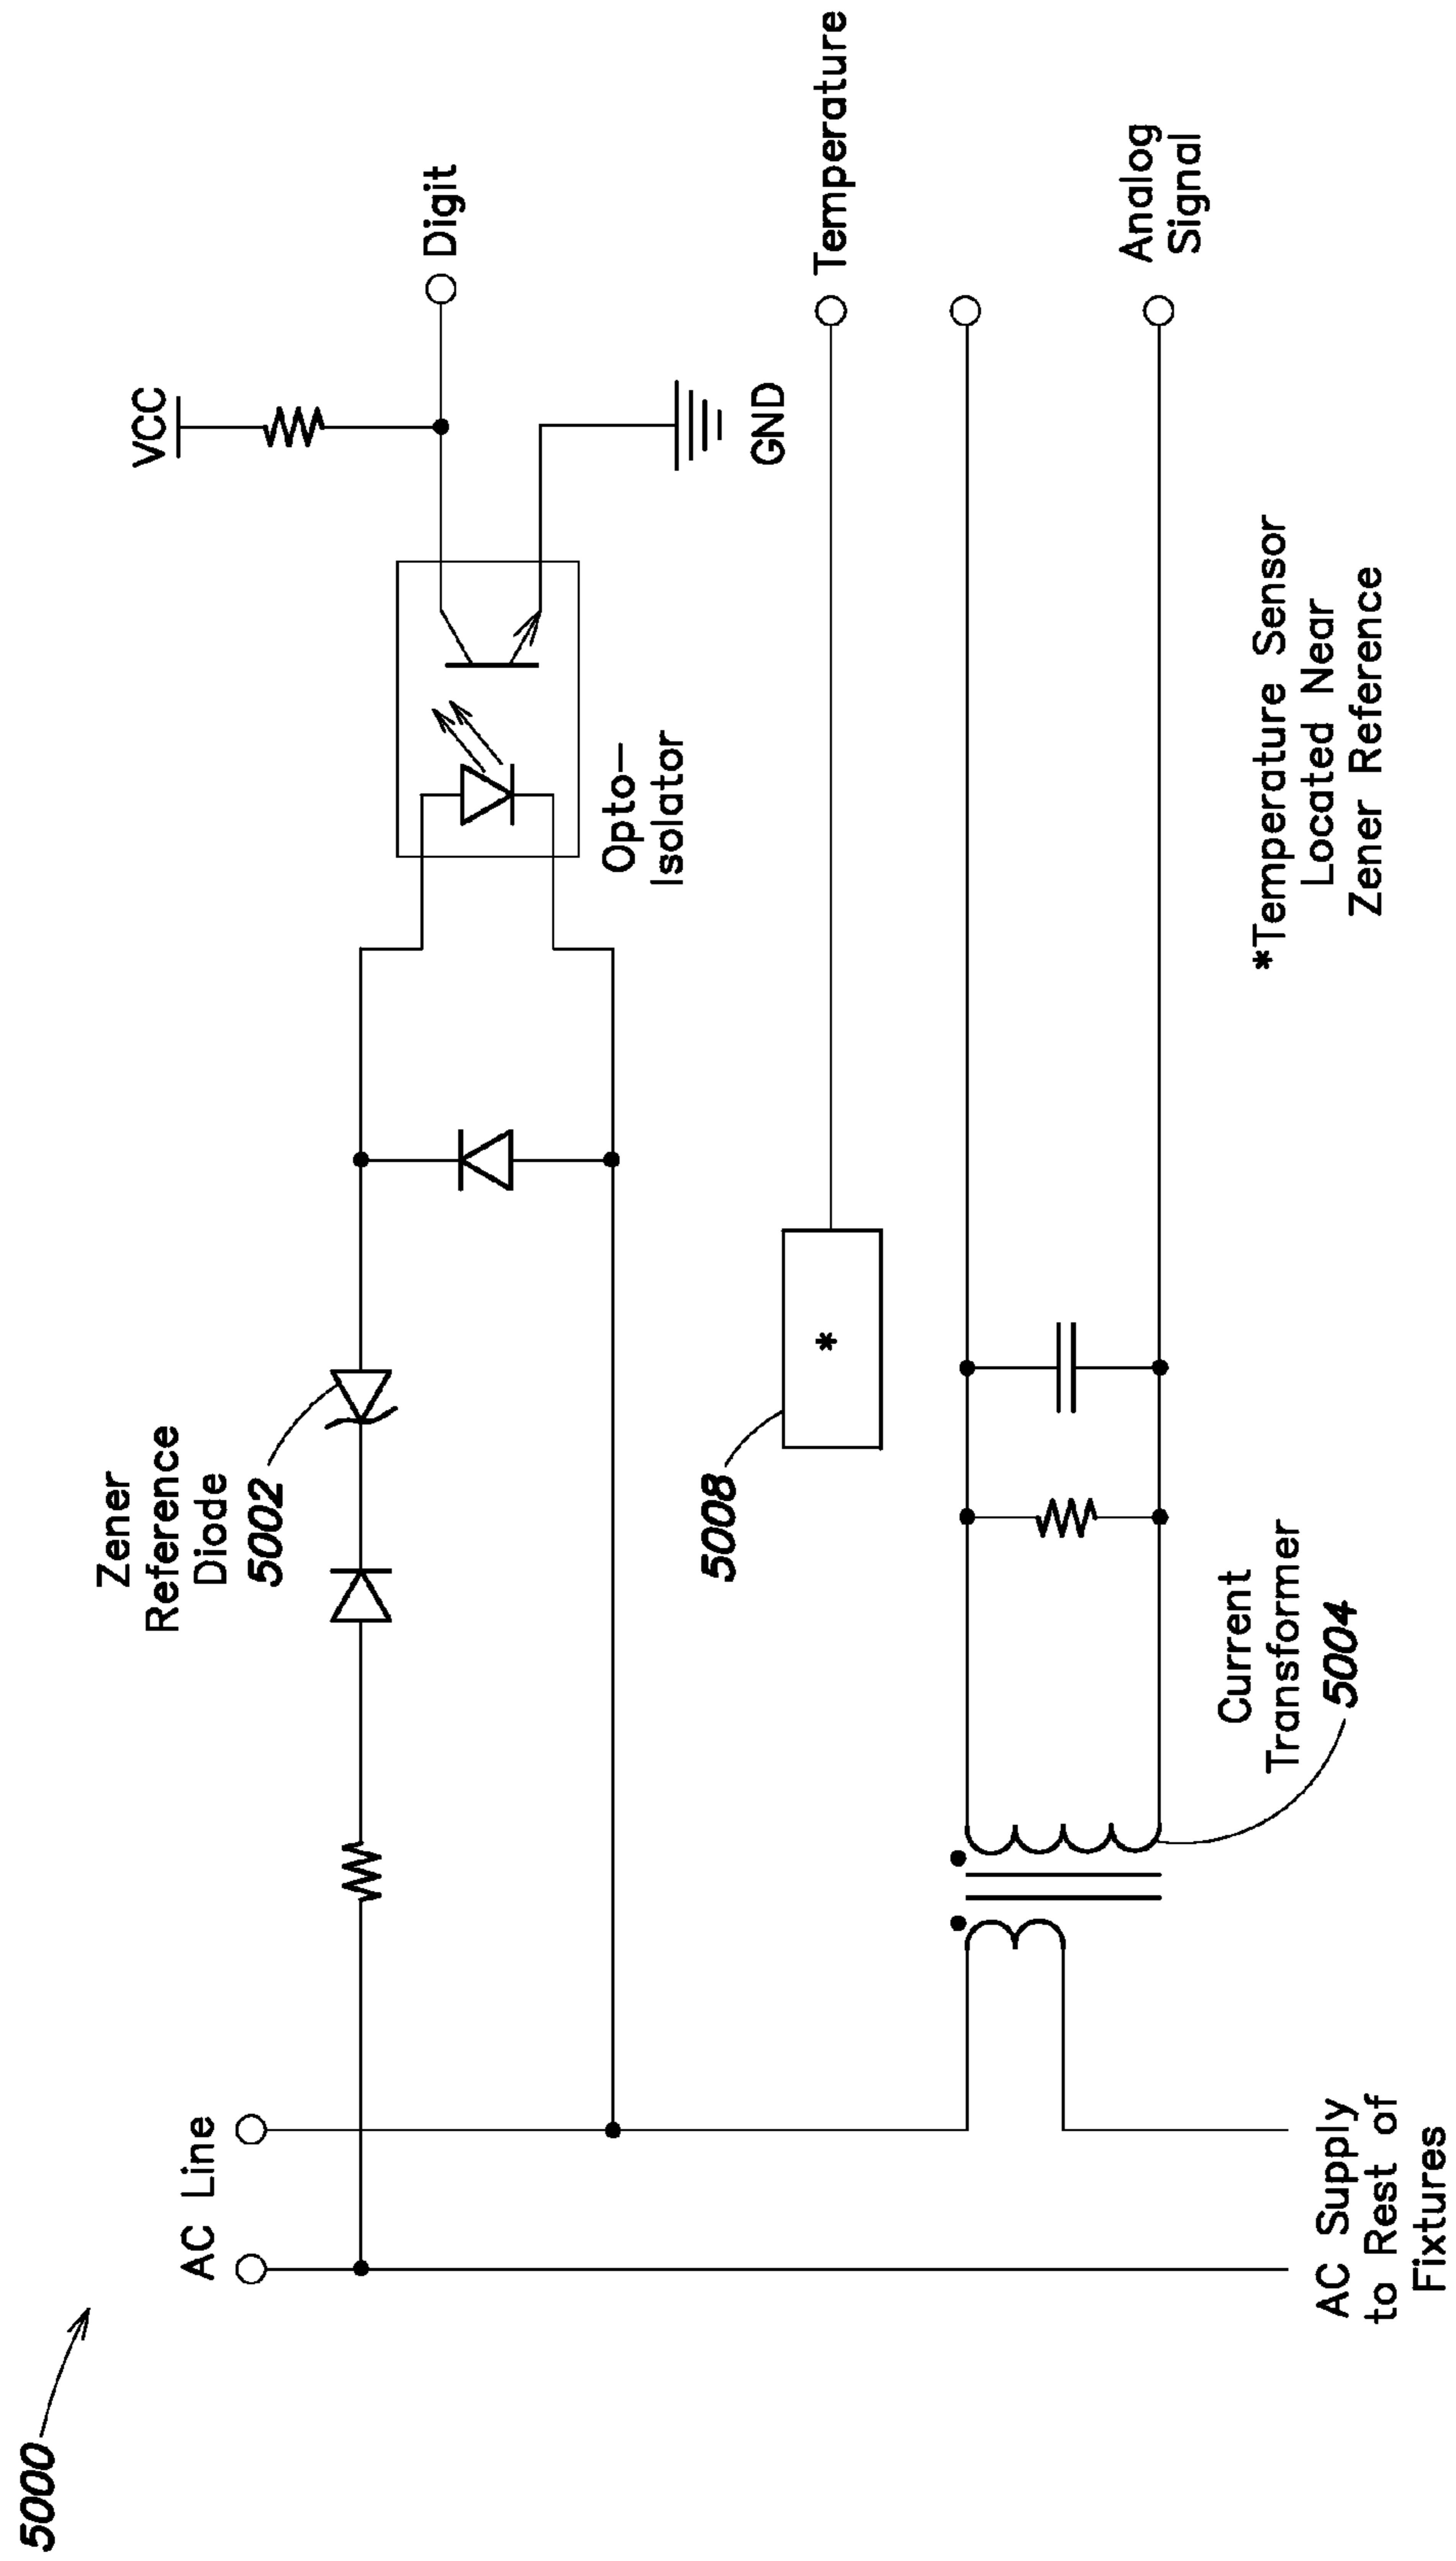 5000
AC Line
Zener
Reference
Diode
5002
VCC
Digit
Opto-
Isolator
GND
5008
*
Temperature
Current
Transformer
5004
Analog
Signal
*Temperature Sensor
Located Near
Zener Reference
AC Supply
to Rest of
Fixtures